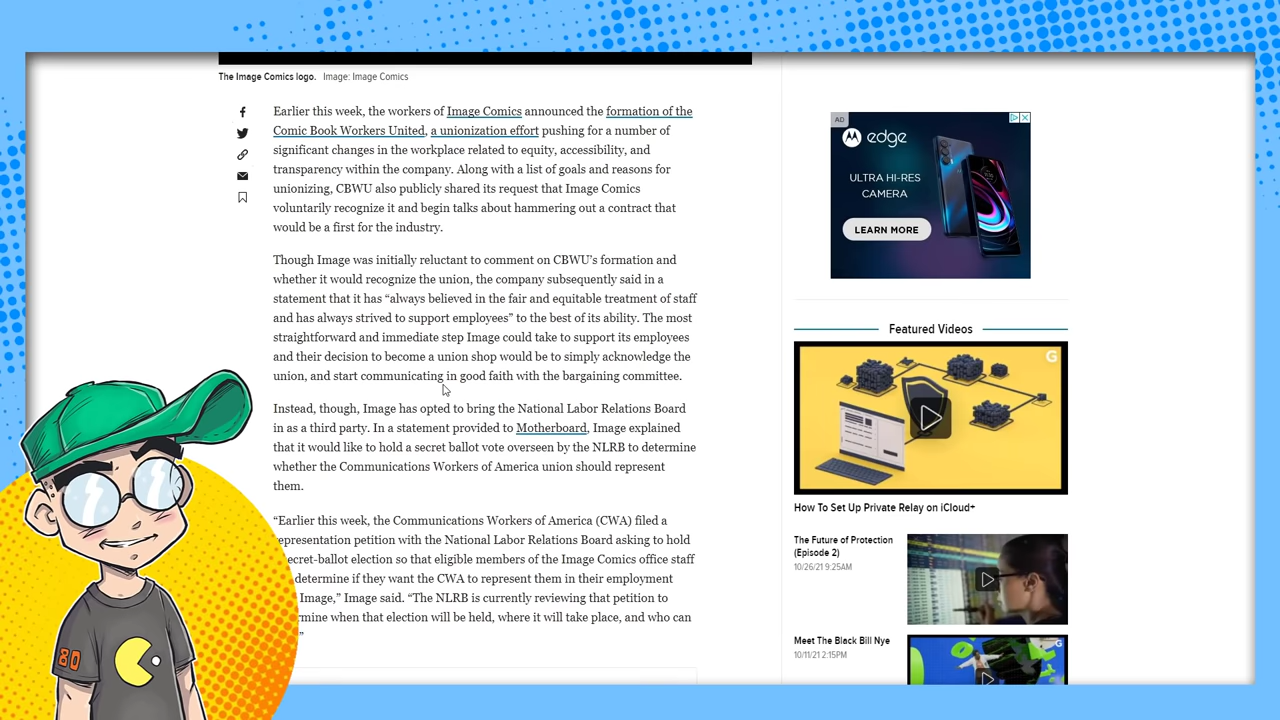 The Image Comics logo. Image: Image Comics
Earlier this week, the workers of Image Comics announced the formation of the
Comic Book Workers United, a unionization effort pushing for a number of
significant changes in the workplace related to equity, accessibility, and
transparency within the company. Along with a list of goals and reasons for
unionizing, CBWU also publicly shared its request that Image Comics
voluntarily recognize it and begin talks about hammering out a contract that
would be a first for the industry.
Though Image was initially reluctant to comment on CBWU's formation and
whether it would recognize the union, the company subsequently said in a
statement that it has “always believed in the fair and equitable treatment of staff
and has always strived to support employees” to the best of its ability. The most
straightforward and immediate step Image could take to support its employees
and their decision to become a union shop would be to simply acknowledge the
union, and start communicating in good faith with the bargaining committee.
Instead, though, Image has opted to bring the National Labor Relations Board
in as a third party. In a statement provided to Motherboard, Image explained
that it would like to hold a secret ballot vote overseen by the NLRB to determine
whether the Communications Workers of America union should represent
them.
“Earlier this week, the Communications Workers of America (CWA) filed a
epresentation petition with the National Labor Relations Board asking to hold
ecret-ballot election so that eligible members of the Image Comics office staff
determine if they want the CWA to represent them in their employment
Image,” Image said. “The NLRB is currently reviewing that petition to
rmine when that election will be held, where it will take place, and who can
”
80
AD
edge
ULTRA HI-RES
CAMERA
LEARN MORE
Featured Videos
G
How To Set Up Private Relay on iCloud+
The Future of Protection
(Episode 2)
10/26/21 9:25AM
Meet The Black Bill Nye
10/11/21 2:15PM
G